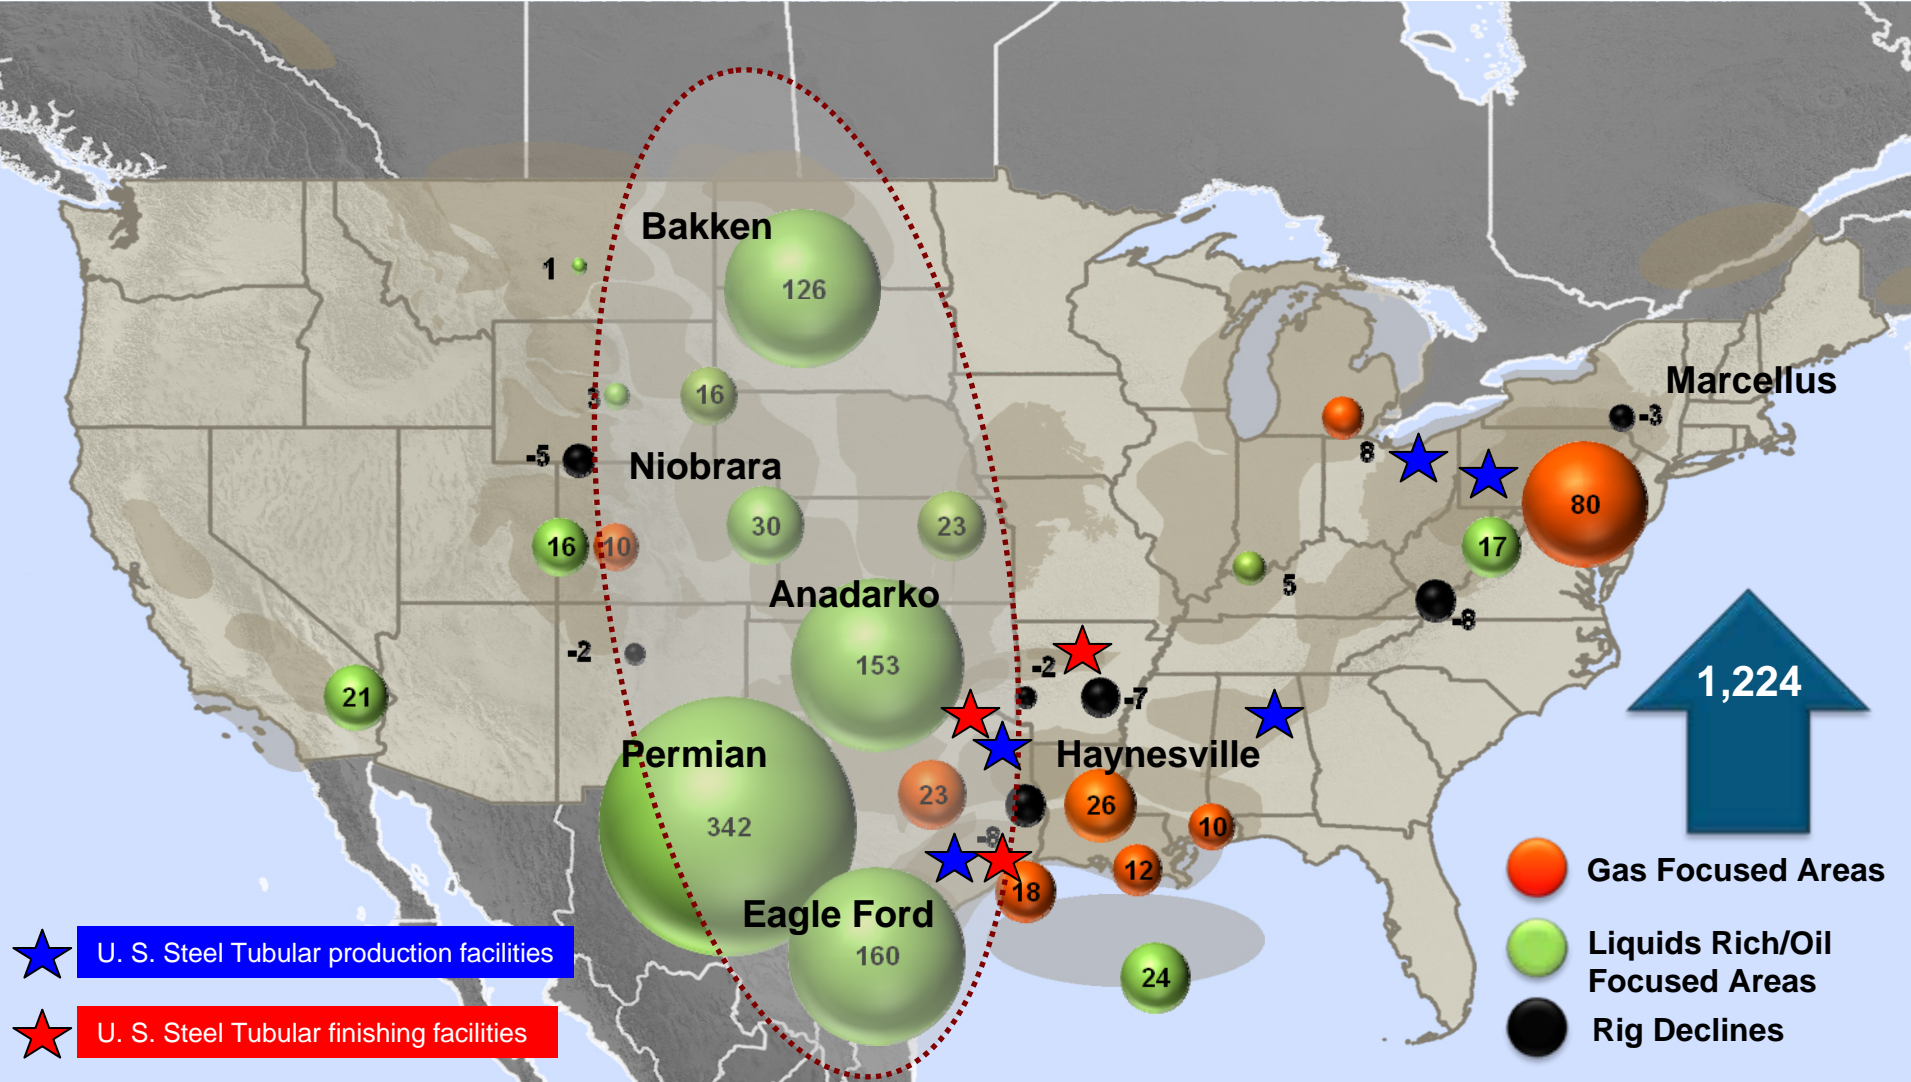 Bakken
126
1
3
16
Marcellus
-3
8
-5
Niobrara
80
30
23
16
10
17
5
Anadarko
-8
-2
153
-2
1,224
21
-7
Permian
Haynesville
23
26
342
-8
10
12
Gas Focused Areas
18
Eagle Ford
160
Liquids Rich/Oil
Focused Areas
24
U. S. Steel Tubular production facilities
U. S. Steel Tubular finishing facilities
Rig Declines